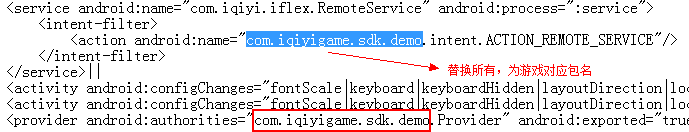 <service android:name="com.iqiyi.iflex.RemoteService" android:process=":service">
<intent-filter>
<action android:name="com.iqiyigame.sdk.demo.intent.ACTION_REMOTE_SERVICE"/>
</intent-filter>
</service>||
替换所有，为游戏对应包名
<activity android:configChanges="fontScale|keyboard|keyboardHidden|layoutDirection|loc
<activity android:configChanges="fontScale|keyboard|keyboardHidden|layoutDirection|loc
<provider android:authorities="com.iqiyigame.sdk.demo.Provider" android:exported="true